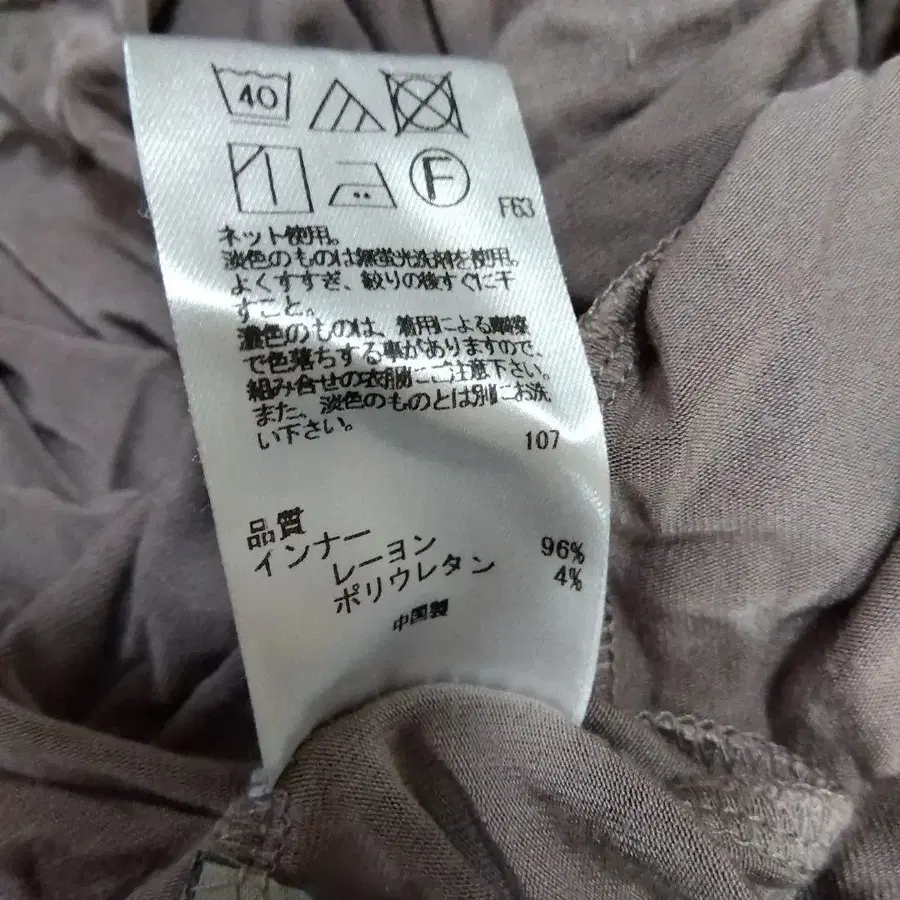 40
F
F63
ネット使用。
淡色のものは無蛍光洗剤を使用。
よくすすぎ、絞りの後すぐに干
すこと。
濃色のものは、着用による摩擦
で色落ちする事がありますので、
組み合せの衣服にご注意下さい。
また、淡色のものとは別にお洗
い下さい。
107
品質
インナー
レーヨン 96%
ポリウレタン 4%
中国製